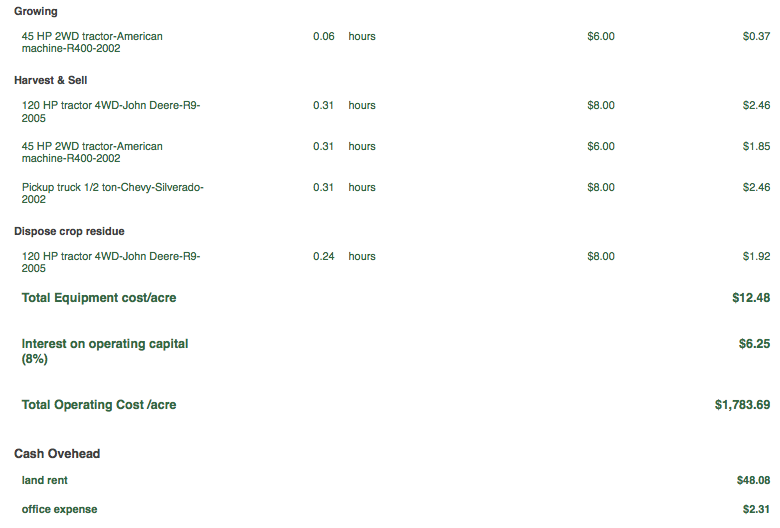 Growing
45 HP 2WD tractor-American 0.06 hours $6.00 $0.37
machine-R400-2002
Harvest & Sell
120 HP tractor 4WD-John Deere-R9- 0.31 hours $8.00 $2.46
2005
45 HP 2WD tractor-American 0.31 hours $6.00 $1.85
machine-R400-2002
Pickup truck 1/2 ton-Chevy-Silverado- 0.31 hours $8.00 $2.46
2002
Dispose crop residue
120 HP tractor 4WD-John Deere-R9- 0.24 hours $8.00 $1.92
2005
Total Equipment cost/acre $12.48
Interest on operating capital $6.25
(8%)
Total Operating Cost /acre $1,783.69
Cash Ovehead
land rent $48.08
office expense $2.31